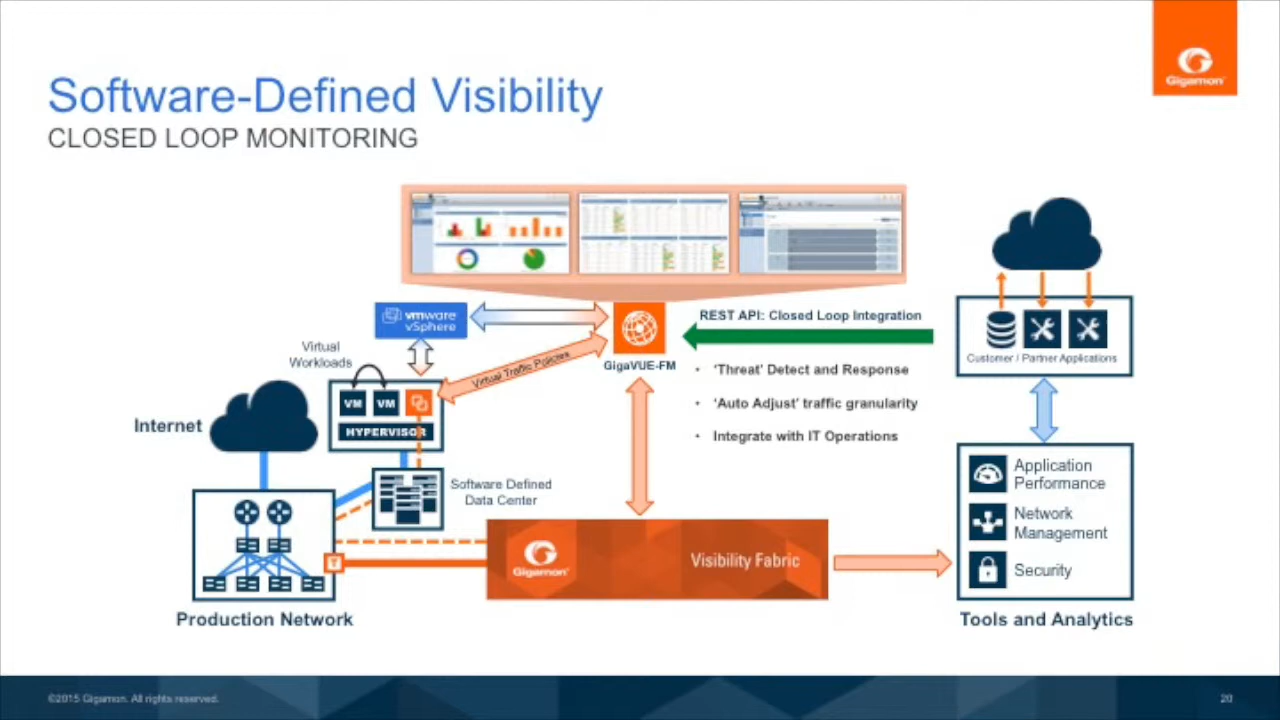 Gigamon
Software-Defined Visibility
CLOSED LOOP MONITORING
vmware
vSphere
REST API: Closed Loop Integration
Virtual
Workloads
Virtual Traffic Policies
GigaVUE-FM
Customer / Partner Applications
• 'Threat' Detect and Response
• 'Auto Adjust' traffic granularity
• Integrate with IT Operations
VM VM
HYPERVISOR
Internet
Software Defined
Data Center
Application
Performance
Network
Management
Security
Gigamon
Visibility Fabric
Production Network
Tools and Analytics
©2015 Gigamon. All rights reserved.
20